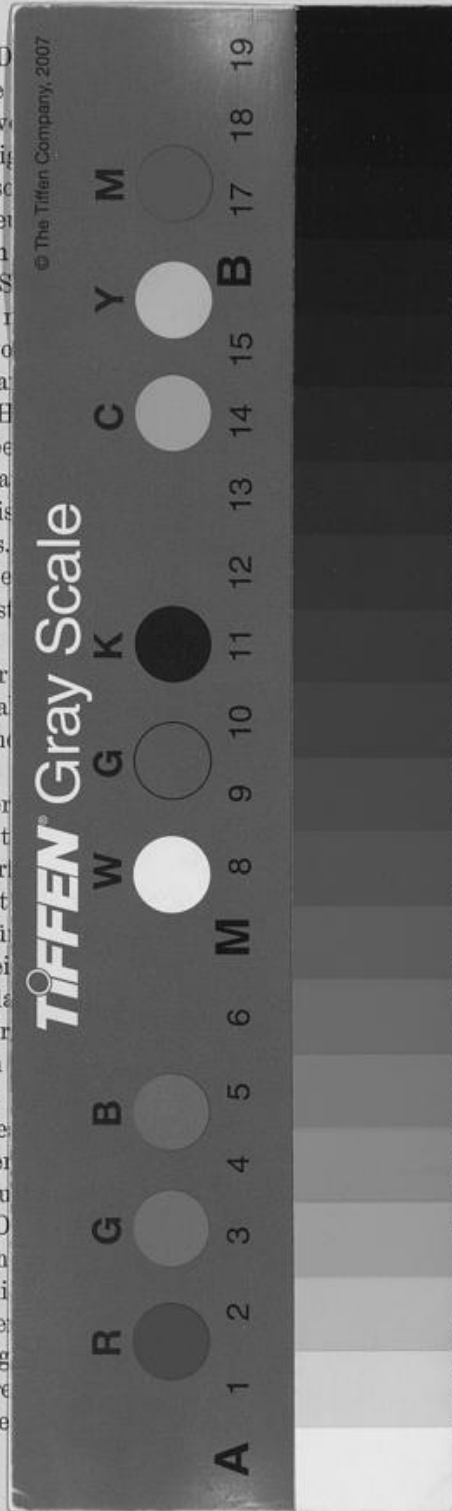 © The Tiffen Company, 2007
TIFFEN® Gray Scale
R G B W G K C Y M
A 1 2 3 4 5 6 M 8 9 10 11 12 13 14 15 B 17 18 19